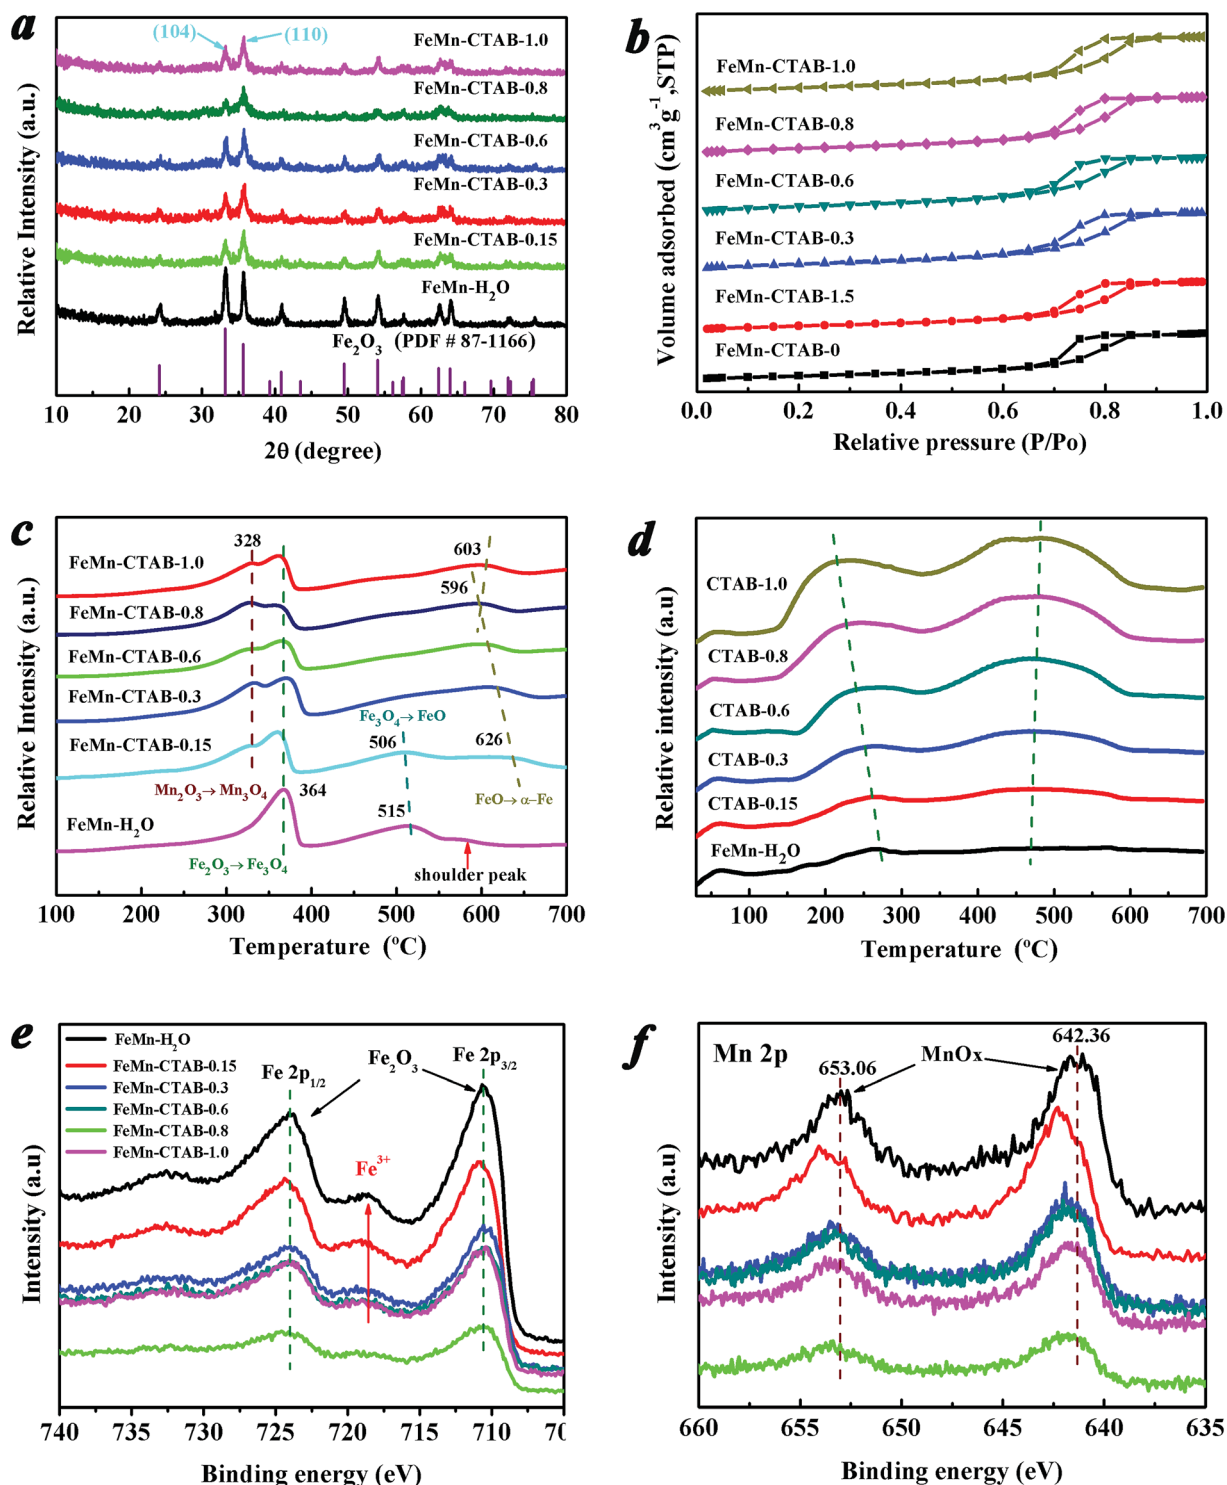 a
(104)
(110)
FeMn-CTAB-1.0
FeMn-CTAB-0.8
FeMn-CTAB-0.6
FeMn-CTAB-0.3
FeMn-CTAB-0.15
FeMn-H₂O
Fe₂O₃ (PDF # 87-1166)
Relative Intensity (a.u.)
10 20 30 40 50 60 70 80
2θ (degree)
b
FeMn-CTAB-1.0
FeMn-CTAB-0.8
FeMn-CTAB-0.6
FeMn-CTAB-0.3
FeMn-CTAB-1.5
FeMn-CTAB-0
Volume adsorbed (cm³g⁻¹,STP)
0.0 0.2 0.4 0.6 0.8 1.0
Relative pressure (P/Po)
c
328
603
FeMn-CTAB-1.0
596
FeMn-CTAB-0.8
FeMn-CTAB-0.6
FeMn-CTAB-0.3
Fe₃O₄→FeO
FeMn-CTAB-0.15
506
626
Mn₂O₃→Mn₃O₄
364
FeO→α-Fe
FeMn-H₂O
515
Fe₂O₃→Fe₃O₄
shoulder peak
Relative Intensity (a.u.)
100 200 300 400 500 600 700
Temperature (ºC)
d
CTAB-1.0
CTAB-0.8
CTAB-0.6
CTAB-0.3
CTAB-0.15
FeMn-H₂O
Relative intensity (a.u)
100 200 300 400 500 600 700
Temperature (ºC)
e
FeMn-H₂O
FeMn-CTAB-0.15
FeMn-CTAB-0.3
FeMn-CTAB-0.6
FeMn-CTAB-0.8
FeMn-CTAB-1.0
Fe 2p₁/₂
Fe₂O₃
Fe 2p₃/₂
Fe³⁺
Intensity (a.u)
740 730 720 710 70
Binding energy (eV)
f
Mn 2p
653.06
MnOx
642.36
Intensity (a.u)
660 655 650 645 640 635
Binding energy (eV)